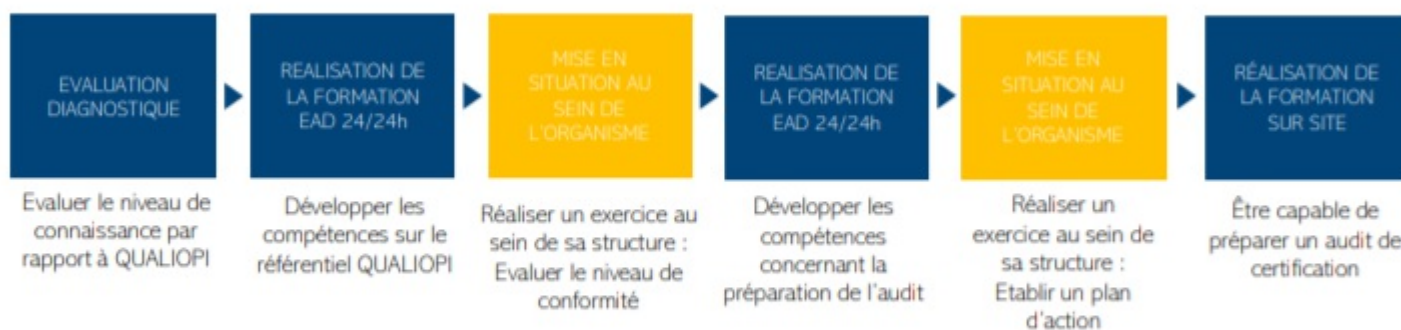 EVALUATION
DIAGNOSTIQUE
REALISATION DE
LA FORMATION
EAD 24/24h
MISE EN
SITUATION AU
SEIN DE
L'ORGANISME
REALISATION DE
LA FORMATION
EAD 24/24h
MISE EN
SITUATION AU
SEIN DE
L'ORGANISME
RÉALISATION DE
LA FORMATION
SUR SITE
Evaluer le niveau de
connaissance par
rapport à QUALIOPI
Développer les
compétences sur le
référentiel QUALIOPI
Réaliser un exercice au
sein de sa structure :
Evaluer le niveau de
conformité
Développer les
compétences
concernant la
préparation de l'audit
Réaliser un
exercice au sein de
sa structure :
Etablir un plan
d'action
Être capable de
préparer un audit de
certification